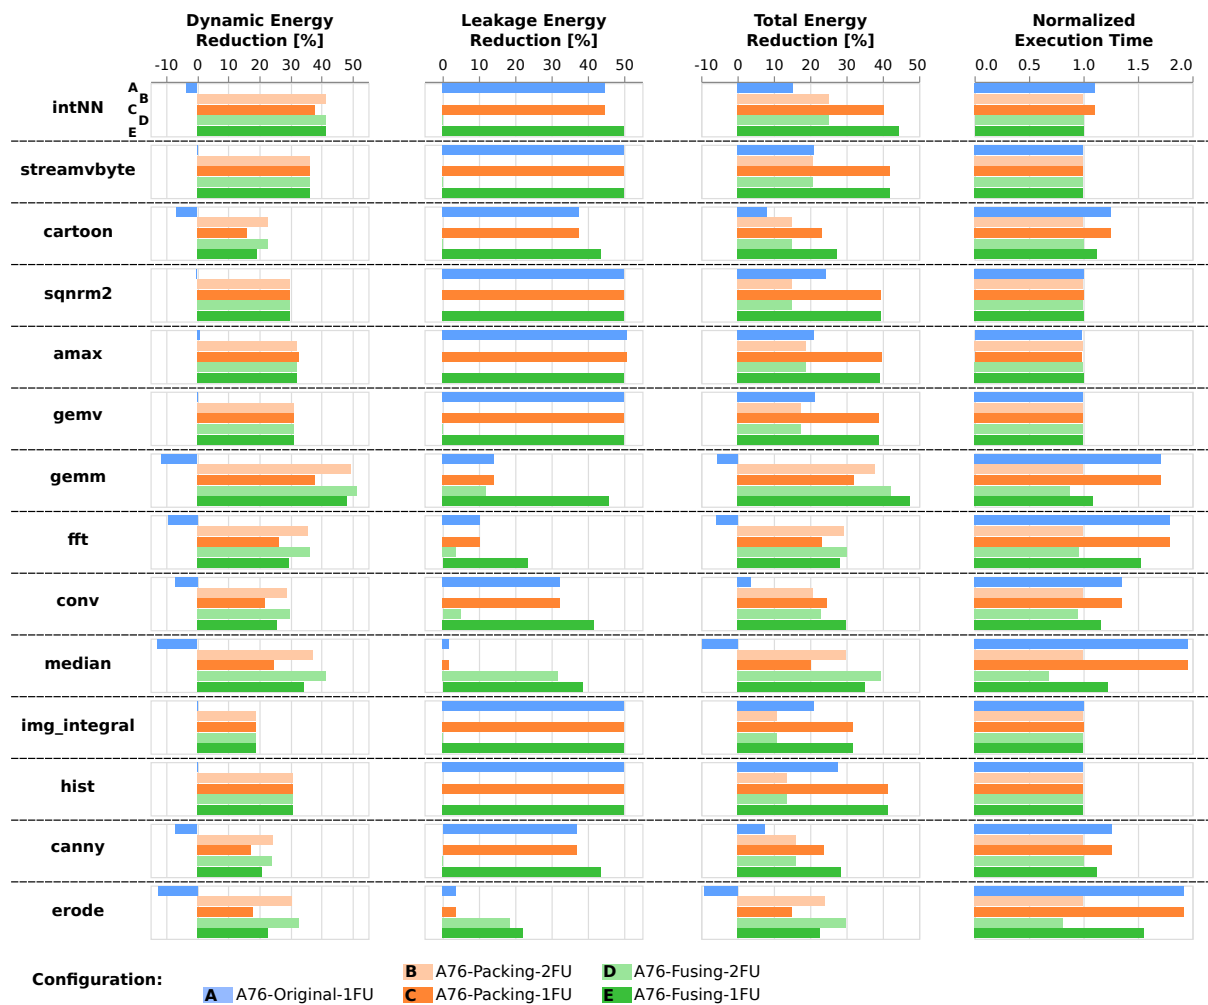 Dynamic Energy Reduction [%]
Leakage Energy Reduction [%]
Total Energy Reduction [%]
Normalized Execution Time
-10 0 10 20 30 40 50
0 10 20 30 40 50
-10 0 10 20 30 40 50
0.0 0.5 1.0 1.5 2.0
intNN
A
B
C
D
E
streamvbyte
cartoon
sqnrm2
amax
gemv
gemm
fft
conv
median
img_integral
hist
canny
erode
Configuration:
A A76-Original-1FU
B A76-Packing-2FU
C A76-Packing-1FU
D A76-Fusing-2FU
E A76-Fusing-1FU